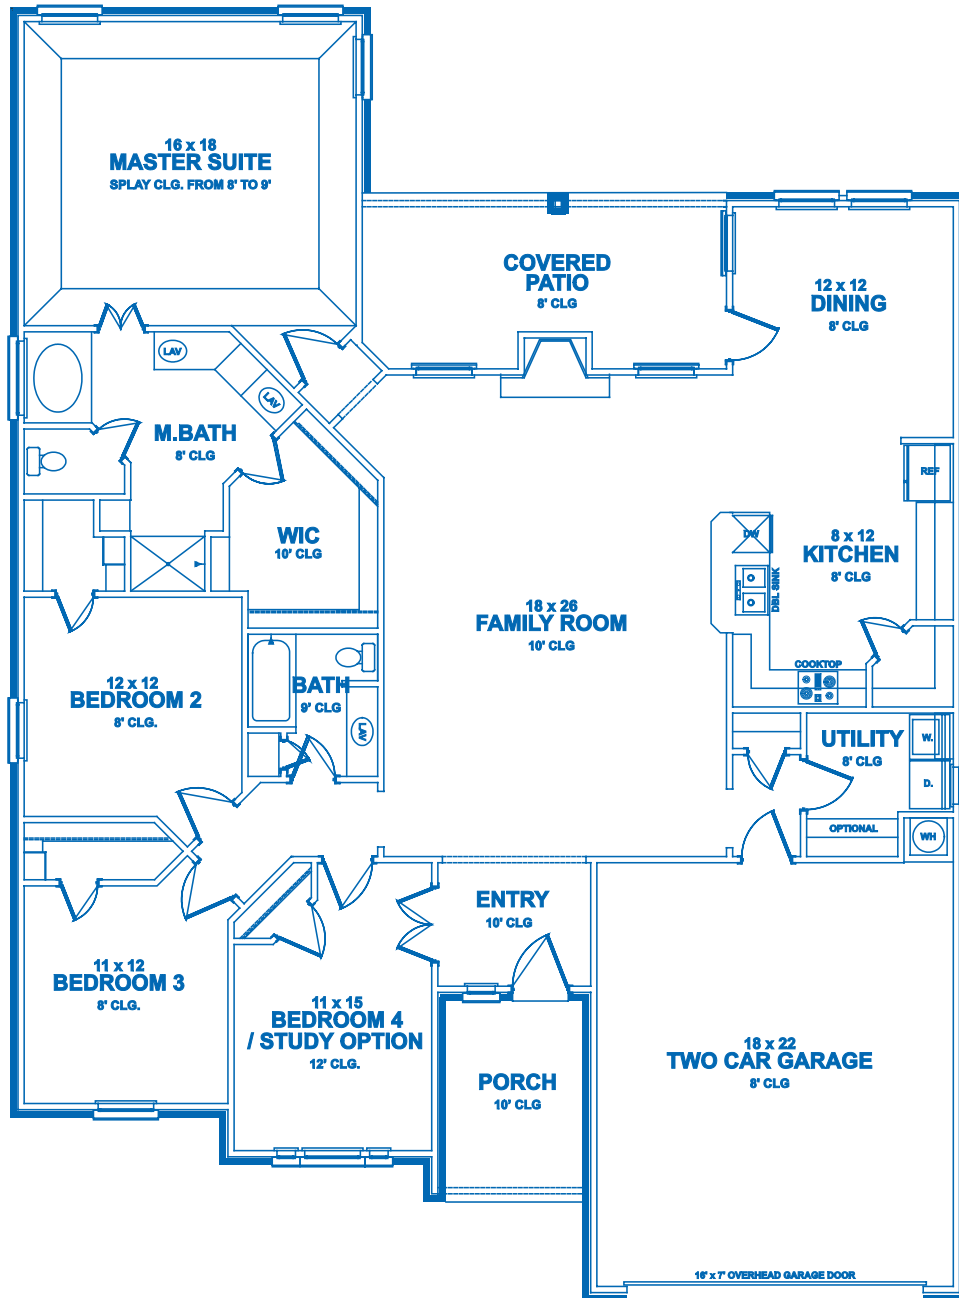 16 x 18
MASTER SUITE
SPLAY CLG. FROM 8' TO 9'
COVERED
PATIO
8' CLG
12 x 12
DINING
8' CLG
LAV
LAV
M.BATH
8' CLG
REF
WIC
10' CLG
DW
8 x 12
KITCHEN
8' CLG
DBL SINK
18 x 26
FAMILY ROOM
10' CLG
COOKTOP
12 x 12
BEDROOM 2
8' CLG.
BATH
9' CLG
LAV
UTILITY
8' CLG
W.
D.
OPTIONAL
WH
ENTRY
10' CLG
11 x 12
BEDROOM 3
8' CLG.
11 x 15
BEDROOM 4
/ STUDY OPTION
12' CLG.
18 x 22
TWO CAR GARAGE
8' CLG
PORCH
10' CLG
16' x 7' OVERHEAD GARAGE DOOR